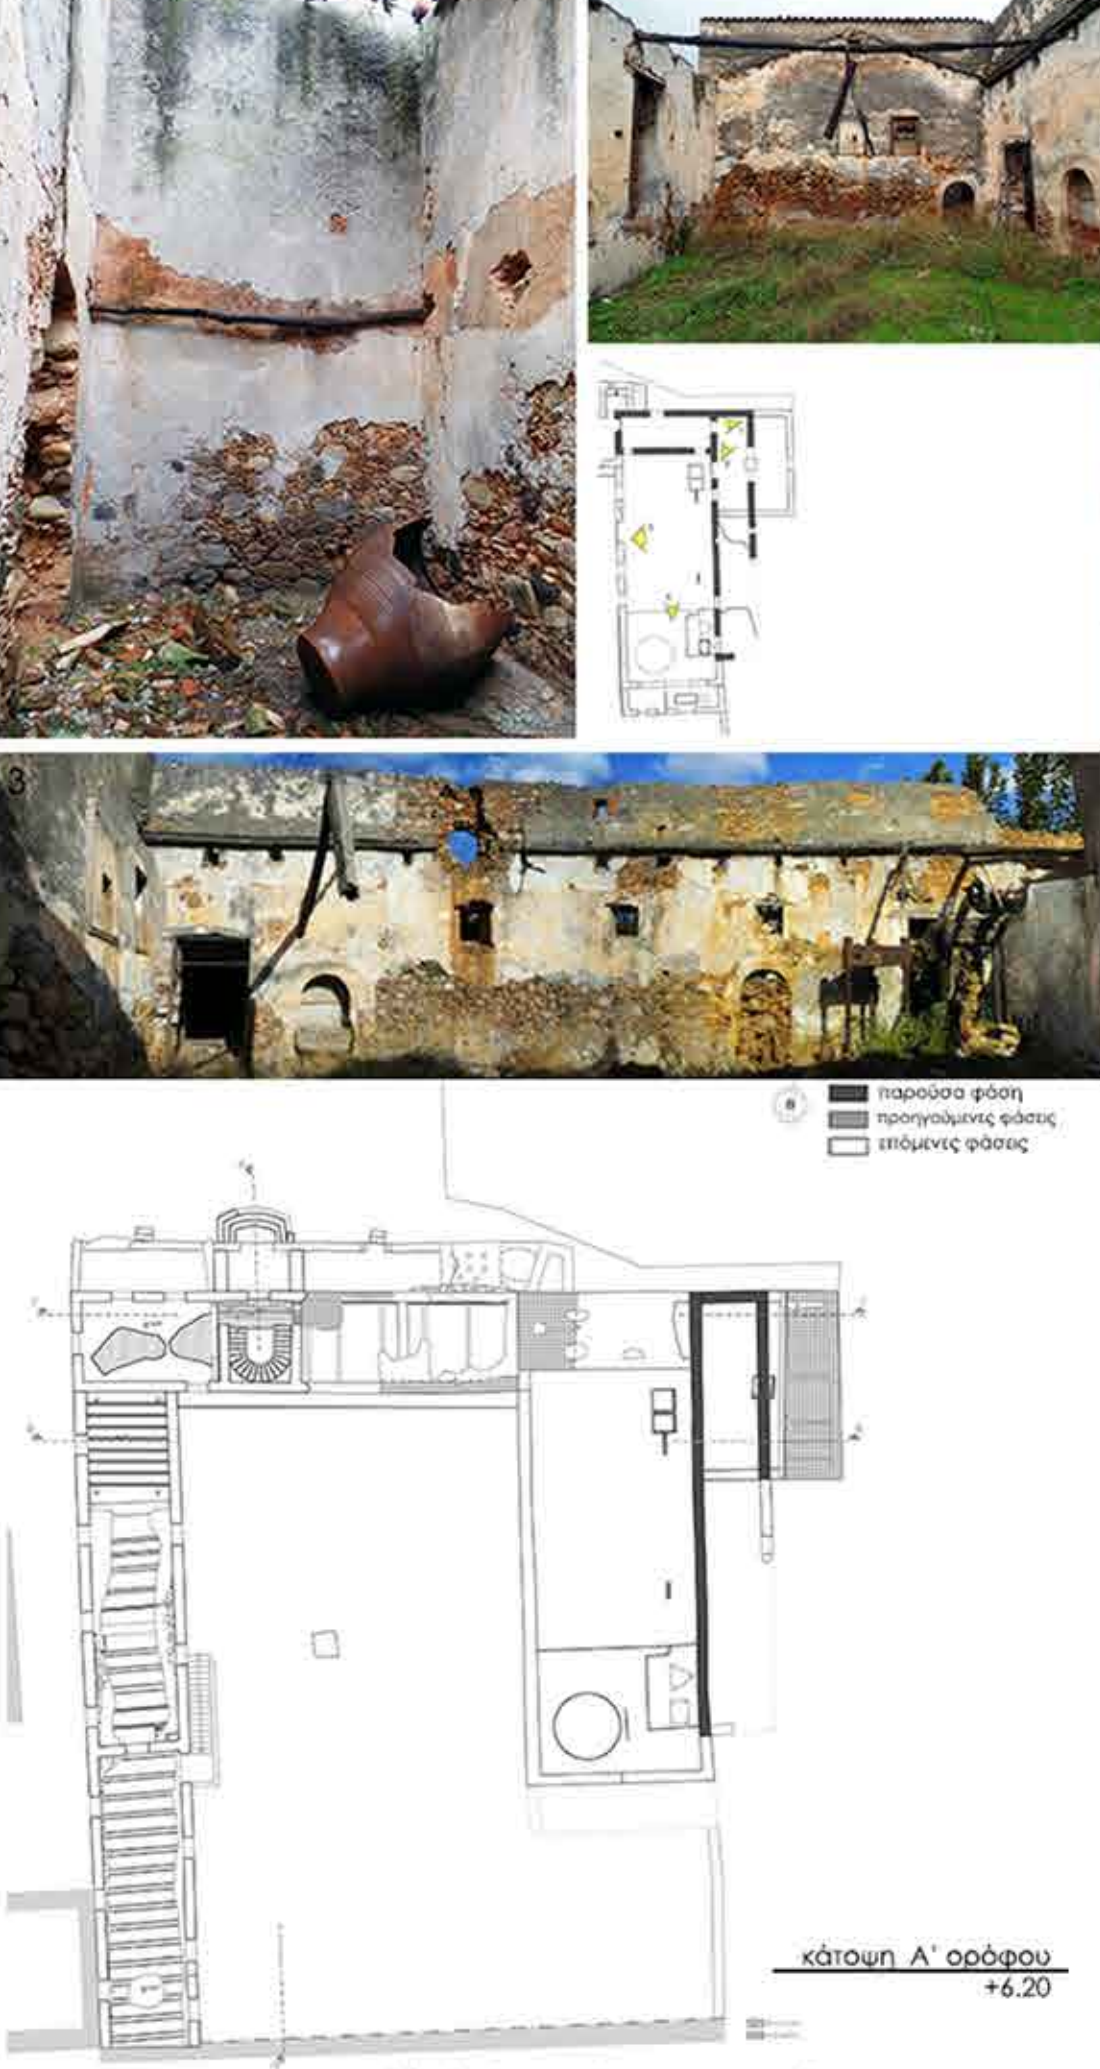 3
παρούσα φάση
προηγούμενες φάσεις
επόμενες φάσεις
κάτοψη Α' ορόφου
+6.20